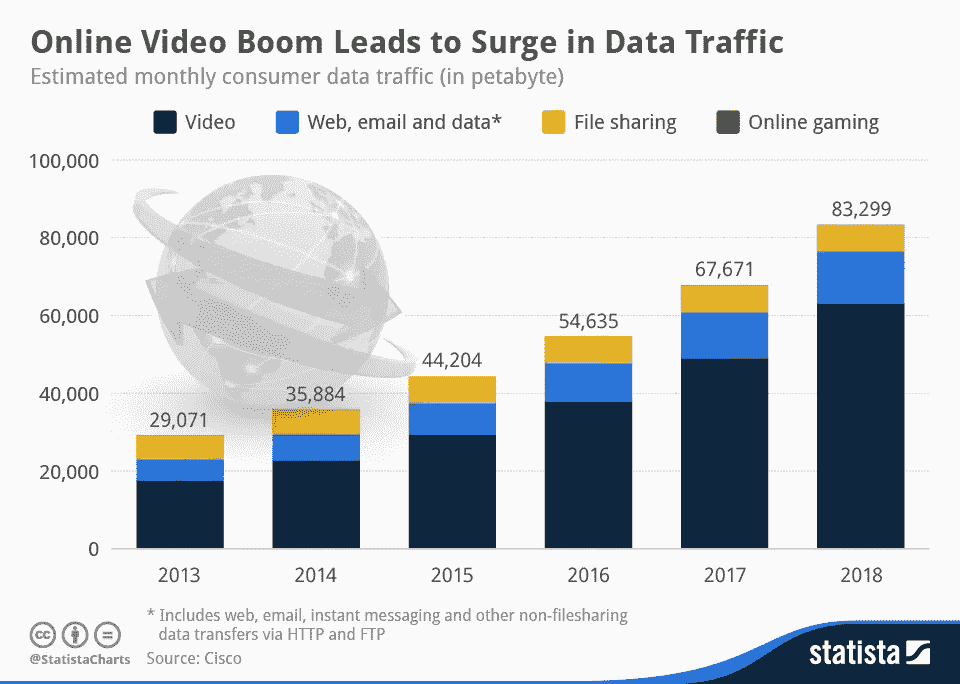 Online Video Boom Leads to Surge in Data Traffic
Estimated monthly consumer data traffic (in petabyte)
Video Web, email and data* File sharing Online gaming
100,000
80,000
60,000
40,000
20,000
0
29,071
35,884
44,204
54,635
67,671
83,299
2013 2014 2015 2016 2017 2018
* Includes web, email, instant messaging and other non-filesharing
data transfers via HTTP and FTP
cc
@StatistaCharts Source: Cisco
statista